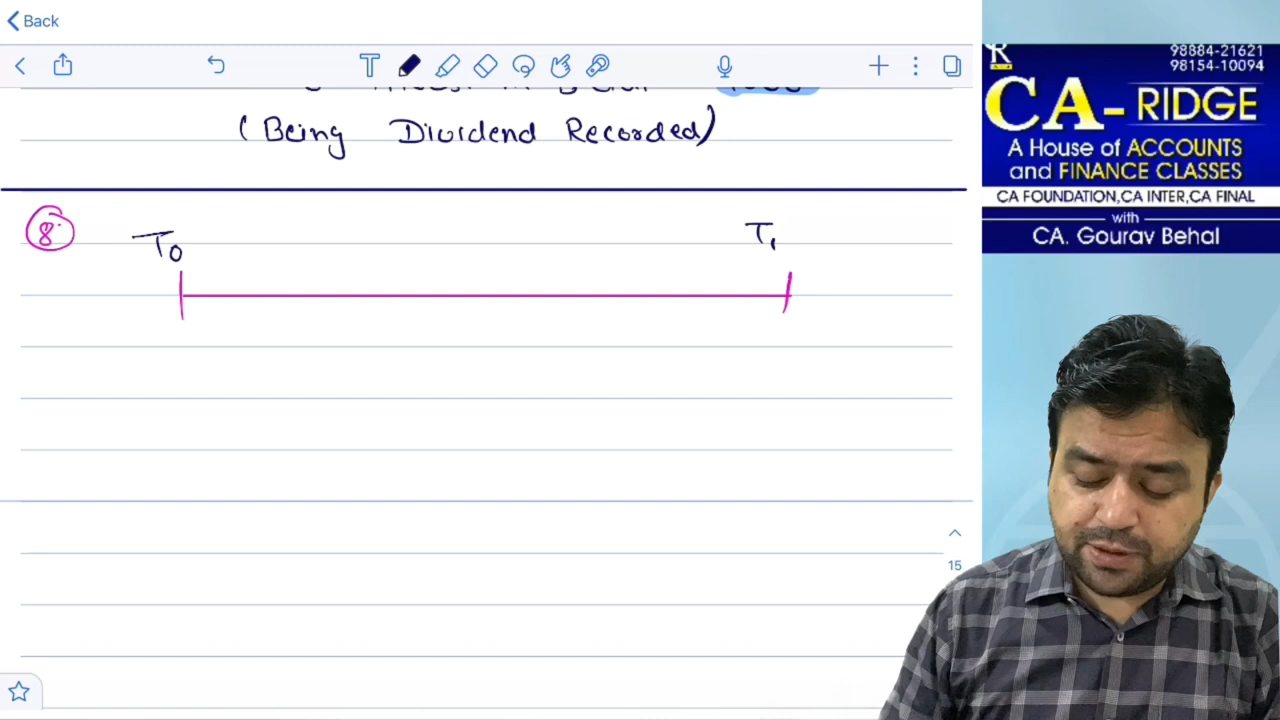 Back
(Being Dividend Recorded)
8
T0
T1
15
R
98884-21621
98154-10094
CA- RIDGE
A House of ACCOUNTS
and FINANCE CLASSES
CA FOUNDATION,CA INTER,CA FINAL
with
CA. Gourav Behal